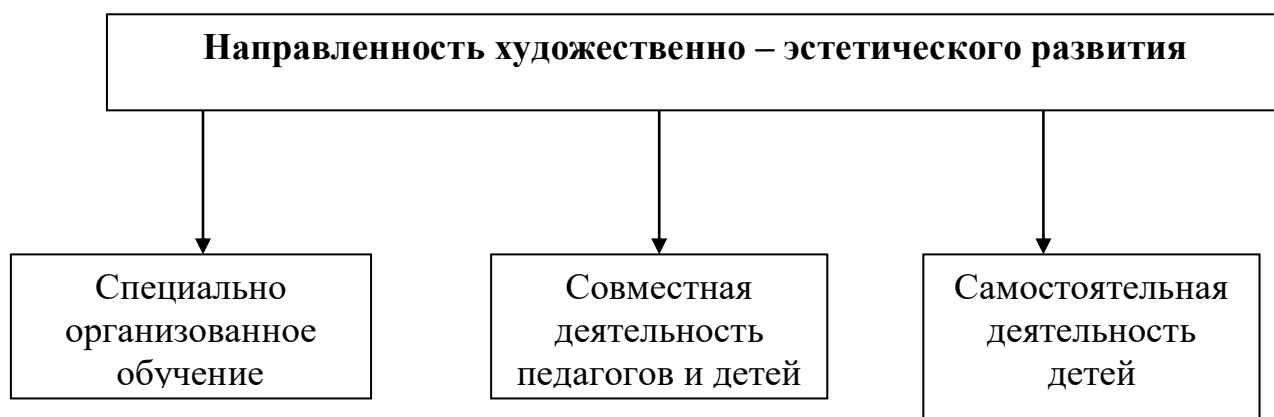 Направленность художественно – эстетического развития
Специально
организованное
обучение
Совместная
деятельность
педагогов и детей
Самостоятельная
деятельность
детей